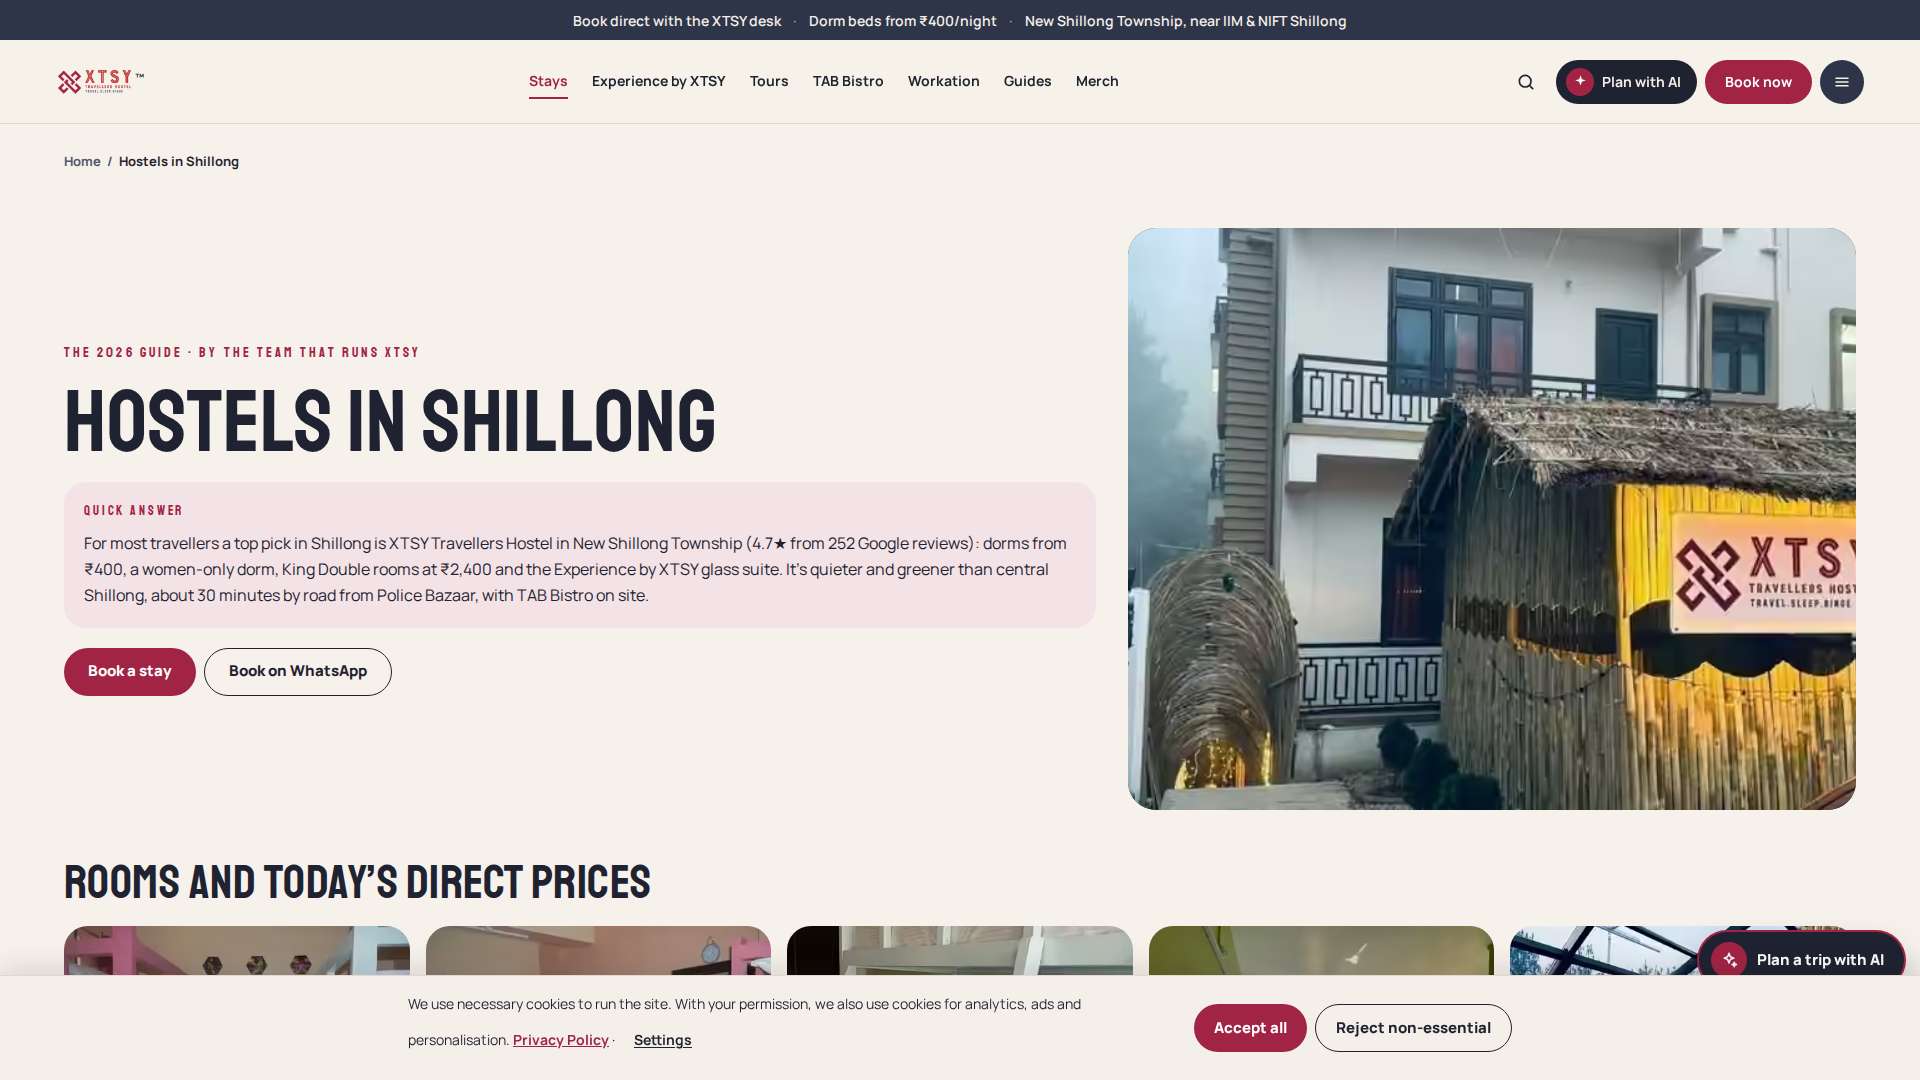 Book direct with the XTSY desk · Dorm beds from ₹400/night · New Shillong Township, near IIM & NIFT Shillong
XTSY™
TRAVELLERS HOSTEL
TRAVEL.SLEEP.BINGE
Stays Experience by XTSY Tours TAB Bistro Workation Guides Merch
Plan with AI
Book now
Home / Hostels in Shillong
THE 2026 GUIDE · BY THE TEAM THAT RUNS XTSY
HOSTELS IN SHILLONG
QUICK ANSWER
For most travellers a top pick in Shillong is XTSY Travellers Hostel in New Shillong Township (4.7★ from 252 Google reviews): dorms from
₹400, a women-only dorm, King Double rooms at ₹2,400 and the Experience by XTSY glass suite. It’s quieter and greener than central
Shillong, about 30 minutes by road from Police Bazaar, with TAB Bistro on site.
Book a stay
Book on WhatsApp
XTSY
TRAVELLERS HOST
TRAVEL.SLEEP.BINGE
ROOMS AND TODAY’S DIRECT PRICES
Plan a trip with AI
We use necessary cookies to run the site. With your permission, we also use cookies for analytics, ads and
personalisation. Privacy Policy · Settings
Accept all
Reject non-essential